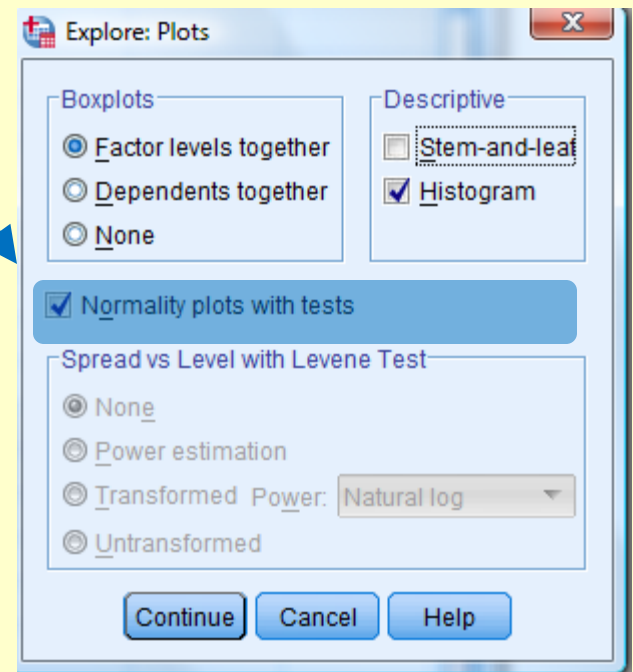 Explore: Plots
Boxplots
Factor levels together
Dependents together
None
Descriptive
Stem-and-leaf
Histogram
Normality plots with tests
Spread vs Level with Levene Test
None
Power estimation
Transformed Power: Natural log
Untransformed
Continue Cancel Help